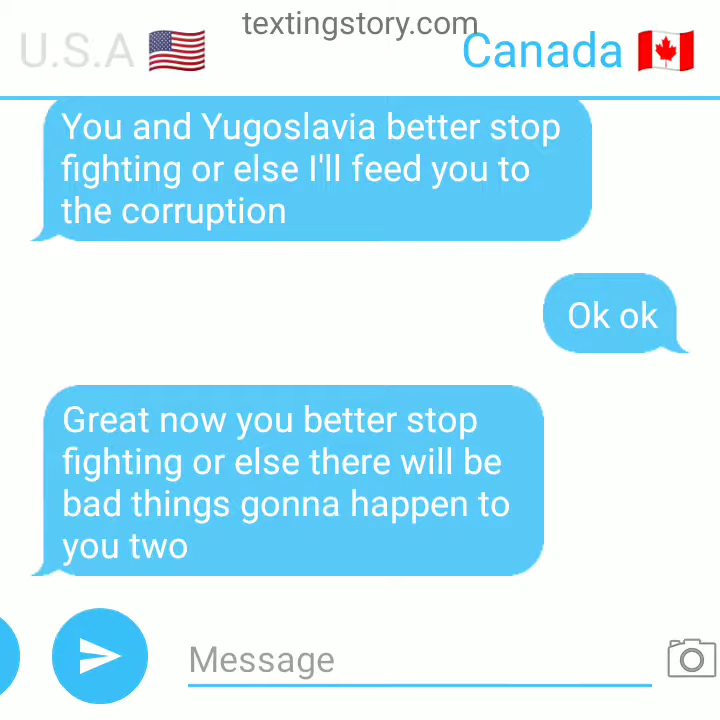 textingstory.com
U.S.A 🇺🇸 Canada 🇨🇦
You and Yugoslavia better stop
fighting or else I'll feed you to
the corruption
Ok ok
Great now you better stop
fighting or else there will be
bad things gonna happen to
you two
Message